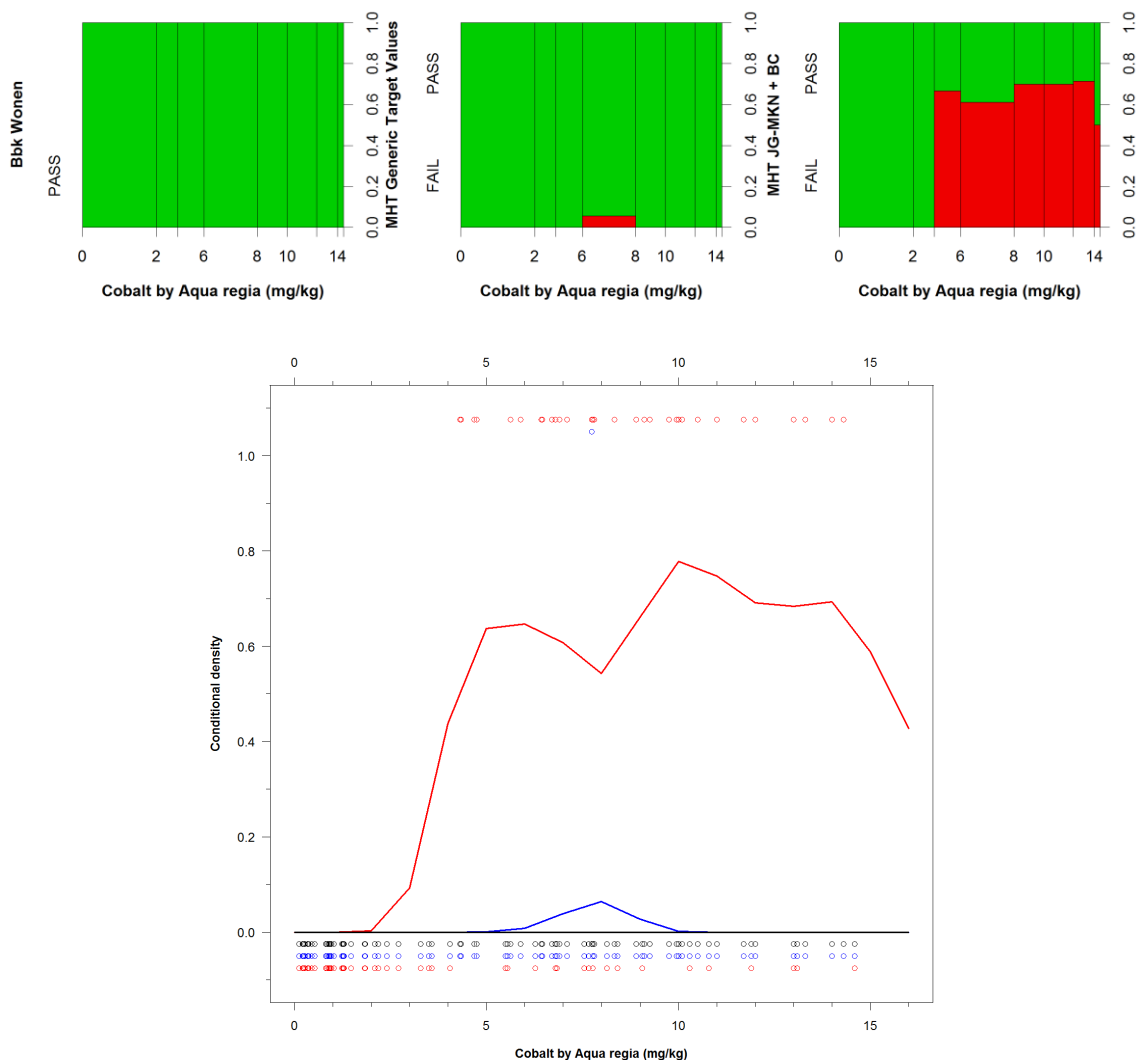 Bbk Wonen
PASS
0 2 4 6 8 10 14
0.0 0.2 0.4 0.6 0.8 1.0
Cobalt by Aqua regia (mg/kg)
MHT Generic Target Values
FAIL PASS
0 2 6 8 10 14
0.0 0.2 0.4 0.6 0.8 1.0
Cobalt by Aqua regia (mg/kg)
MHT JG-MKN + BC
FAIL PASS
0 2 6 8 10 14
0.0 0.2 0.4 0.6 0.8 1.0
Cobalt by Aqua regia (mg/kg)
0 5 10 15
1.0
0.8
0.6
0.4
0.2
0.0
Conditional density
0 5 10 15
Cobalt by Aqua regia (mg/kg)